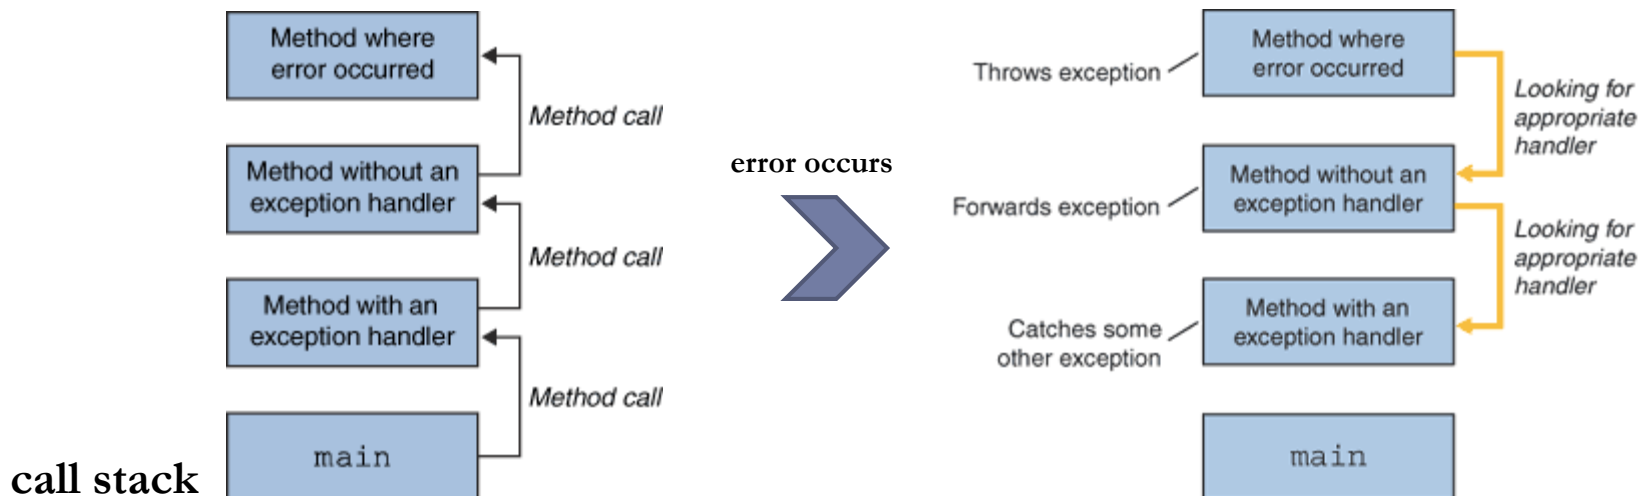 Method where
error occurred
Method call
Method without an
exception handler
Method call
Method with an
exception handler
Method call
main
call stack
error occurs
Throws exception
Method where
error occurred
Looking for
appropriate
handler
Forwards exception
Method without an
exception handler
Looking for
appropriate
handler
Catches some
other exception
Method with an
exception handler
main